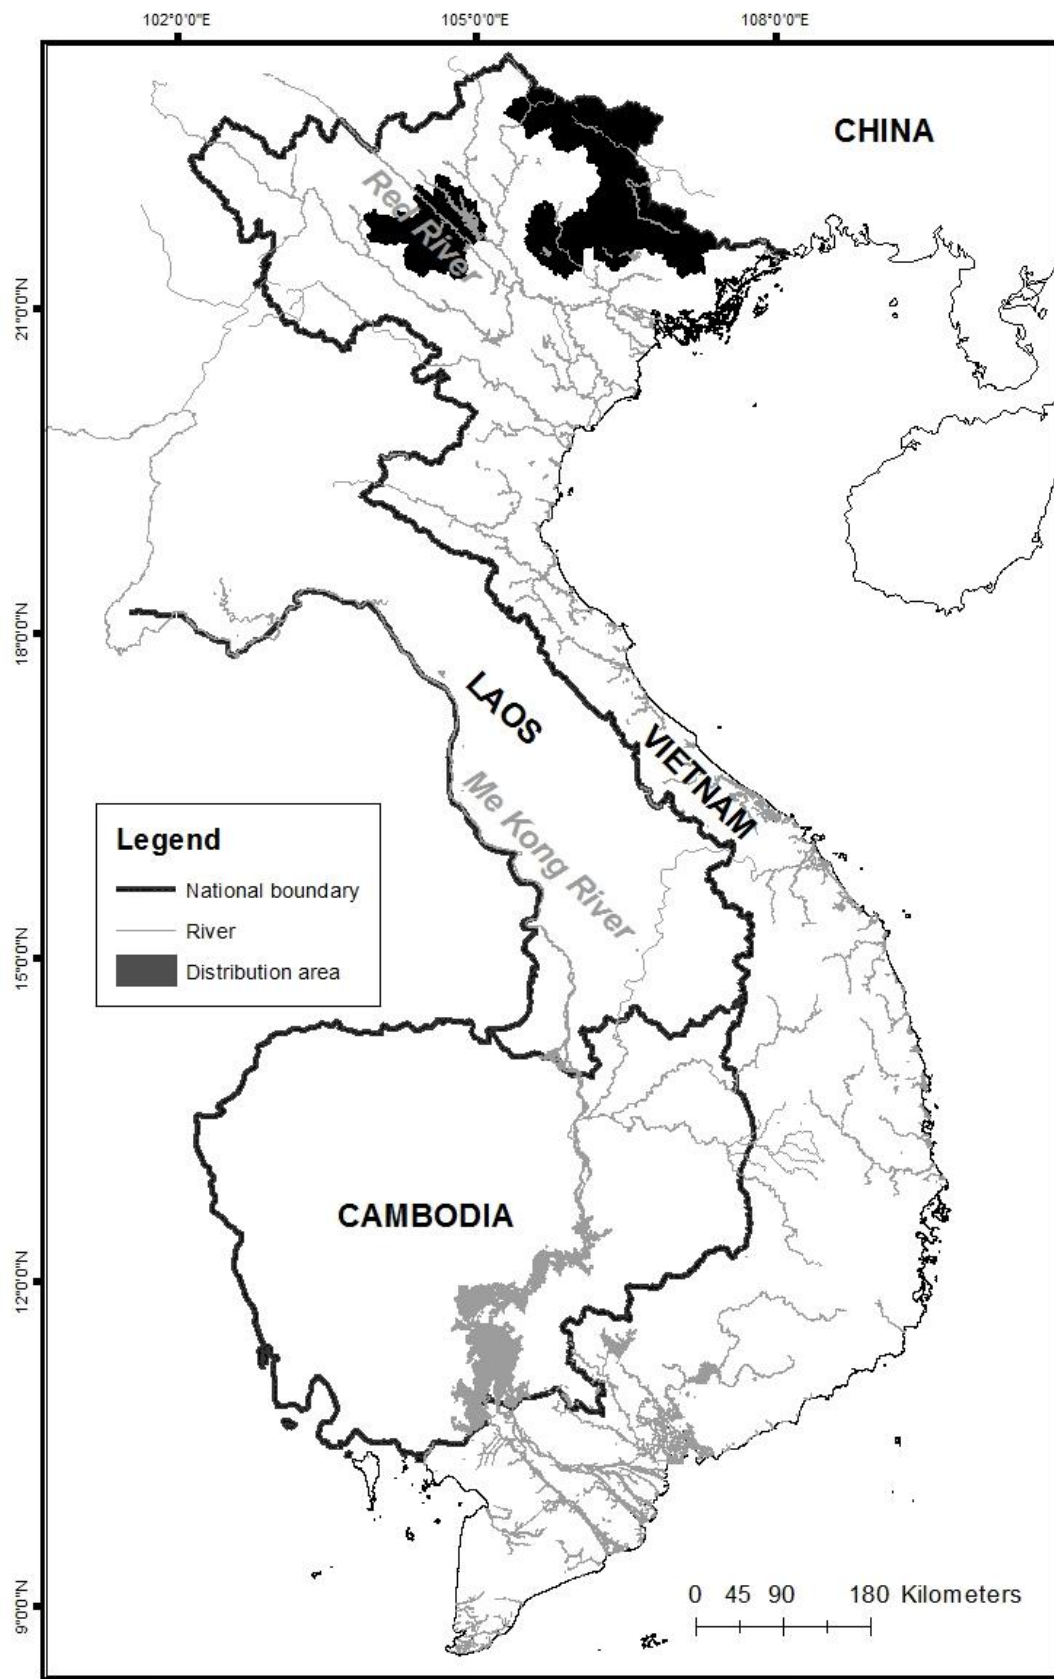 102°0'0"E
105°0'0"E
108°0'0"E
CHINA
Red River
21°0'0"N
18°0'0"N
LAOS
VIETNAM
Me Kong River
Legend
National boundary
River
Distribution area
15°0'0"N
CAMBODIA
12°0'0"N
9°0'0"N
0 45 90 180 Kilometers